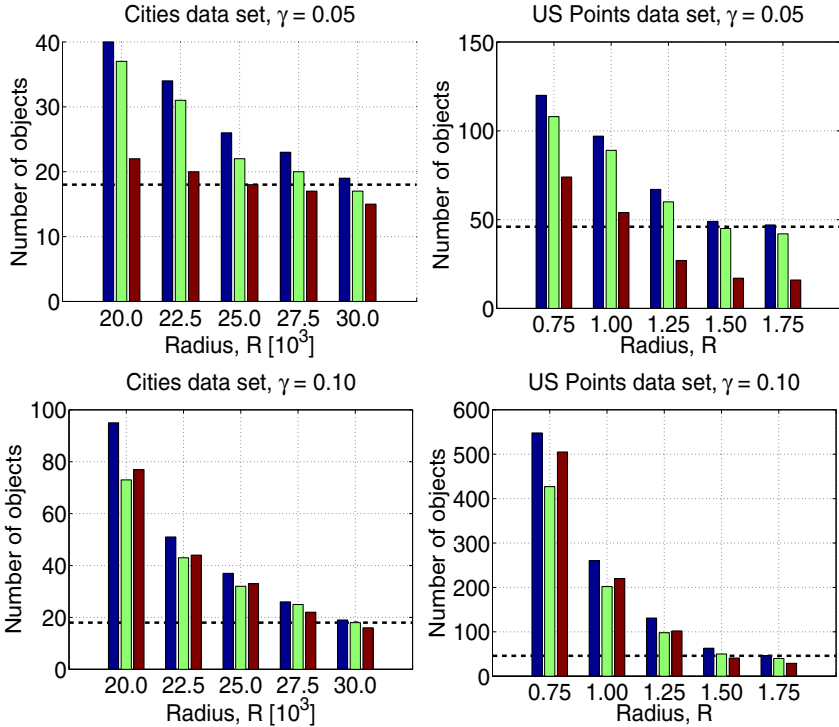 Cities data set, γ = 0.05
Number of objects
40
30
20
10
0
20.0 22.5 25.0 27.5 30.0
Radius, R [10³]
US Points data set, γ = 0.05
Number of objects
150
100
50
0
0.75 1.00 1.25 1.50 1.75
Radius, R
Cities data set, γ = 0.10
Number of objects
100
80
60
40
20
0
20.0 22.5 25.0 27.5 30.0
Radius, R [10³]
US Points data set, γ = 0.10
Number of objects
600
500
400
300
200
100
0
0.75 1.00 1.25 1.50 1.75
Radius, R